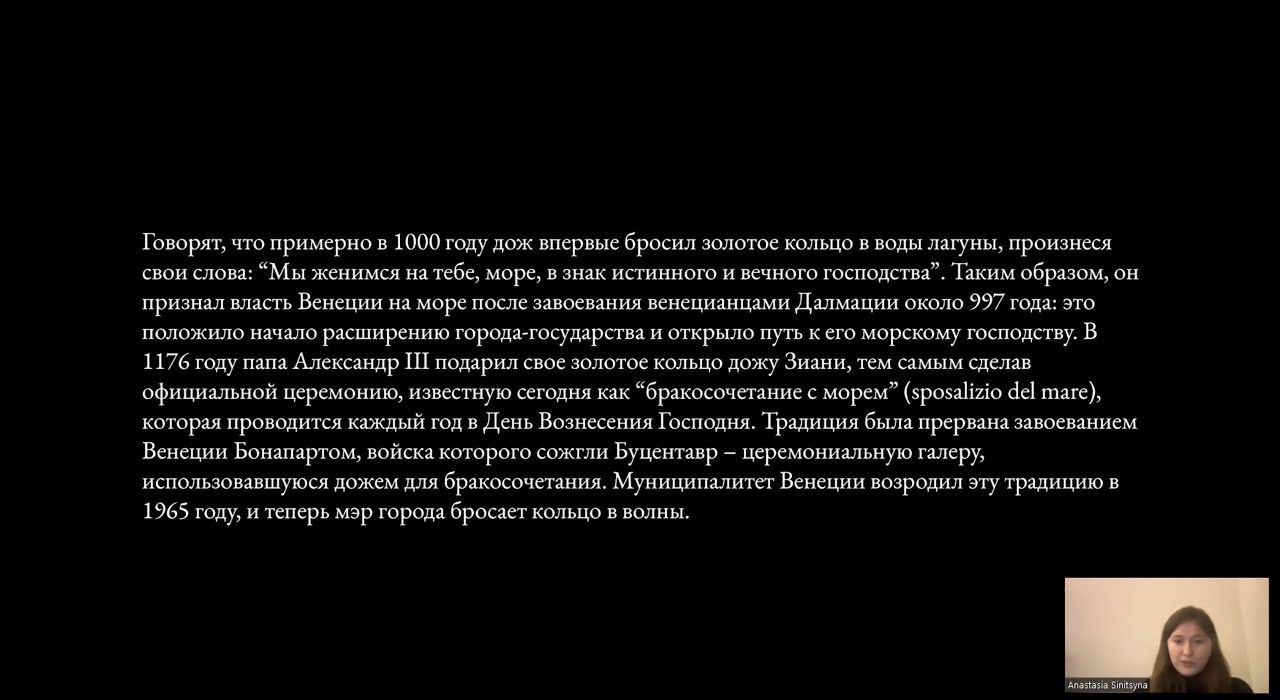 Говорят, что примерно в 1000 году дож впервые бросил золотое кольцо в воды лагуны, произнеся
свои слова: “Мы женимся на тебе, море, в знак истинного и вечного господства”. Таким образом, он
признал власть Венеции на море после завоевания венецианцами Далмации около 997 года: это
положило начало расширению города-государства и открыло путь к его морскому господству. В
1176 году папа Александр III подарил свое золотое кольцо дожу Зиани, тем самым сделав
официальной церемонию, известную сегодня как “бракосочетание с морем” (sposalizio del mare),
которая проводится каждый год в День Вознесения Господня. Традиция была прервана завоеванием
Венеции Бонапартом, войска которого сожгли Буцентавр – церемониальную галеру,
использовавшуюся дожем для бракосочетания. Муниципалитет Венеции возродил эту традицию в
1965 году, и теперь мэр города бросает кольцо в волны.
Anastasia Sinitsyna